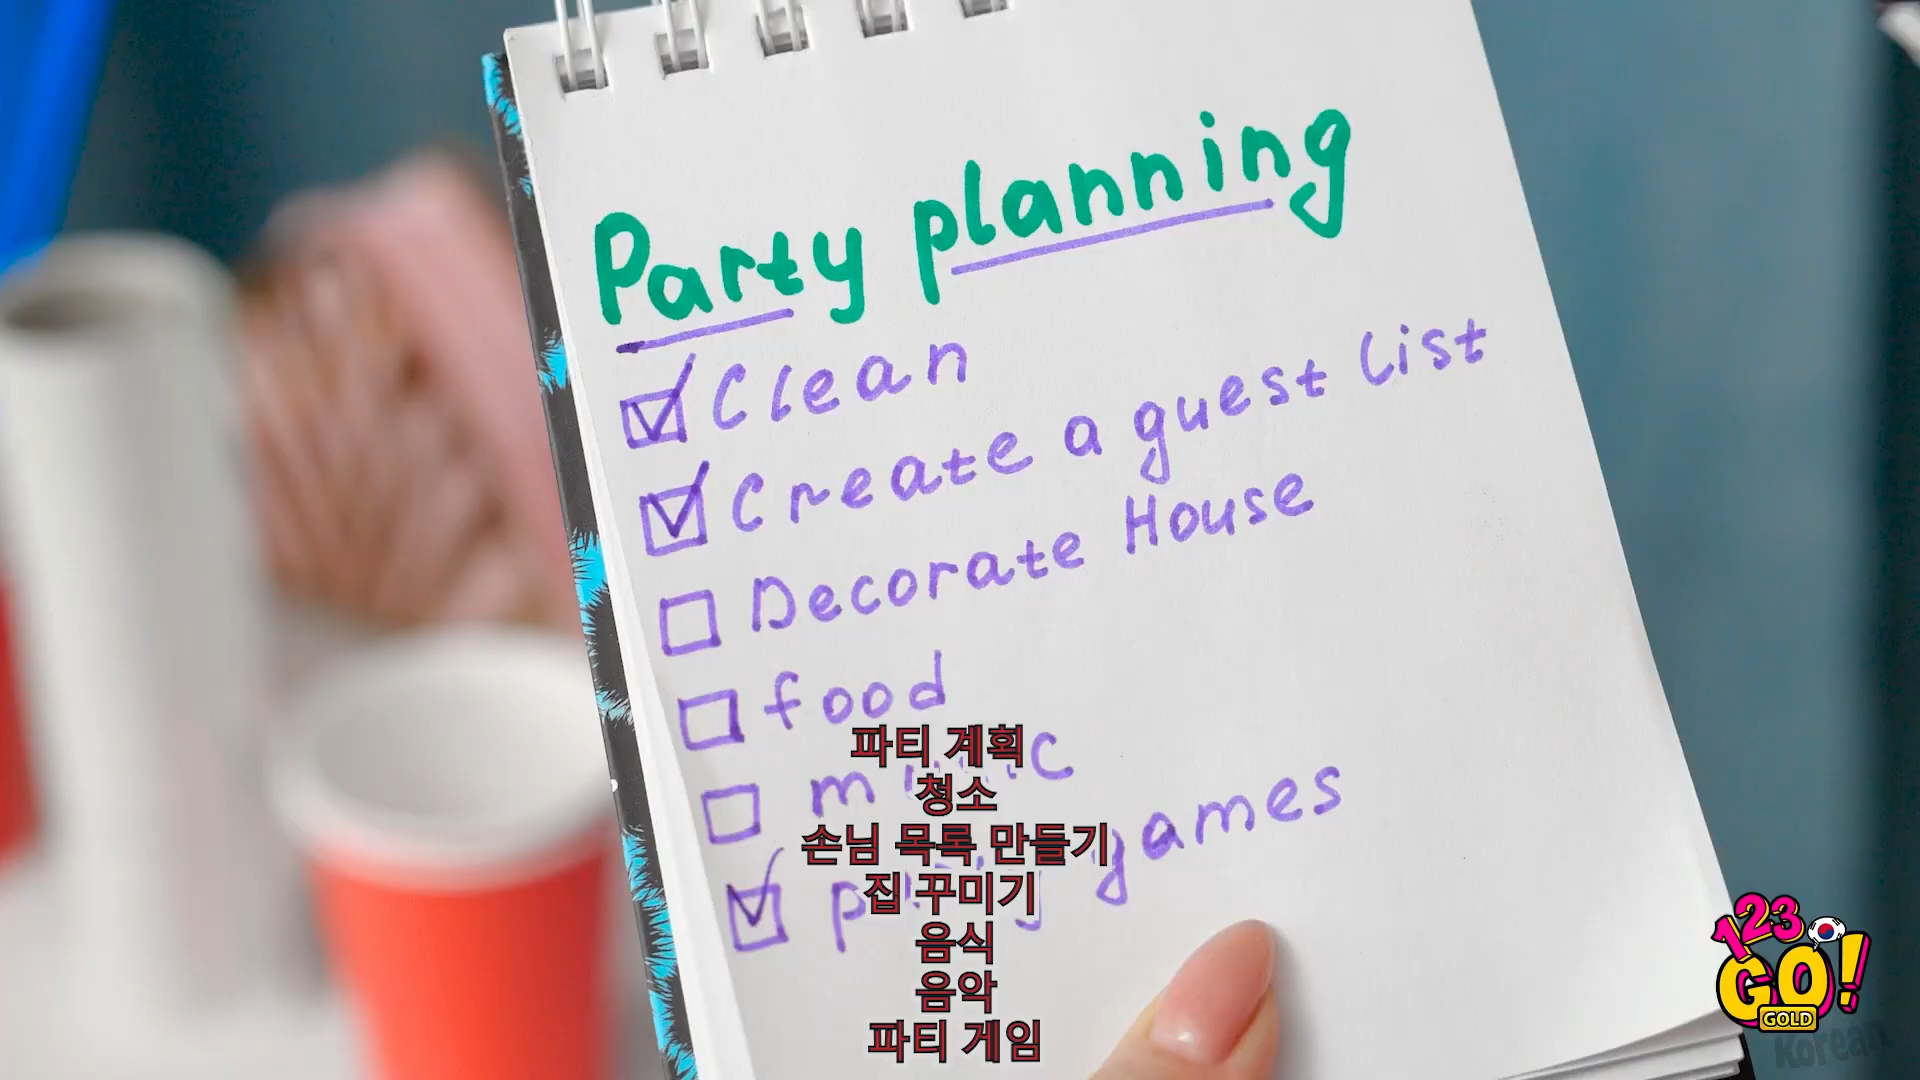 Party planning
Clean
Create a guest list
Decorate House
food
파티 계획
청소
손님 목록 만들기
집 꾸미기
음식
음악
파티 게임
games
123
GO!
GOLD
Korean